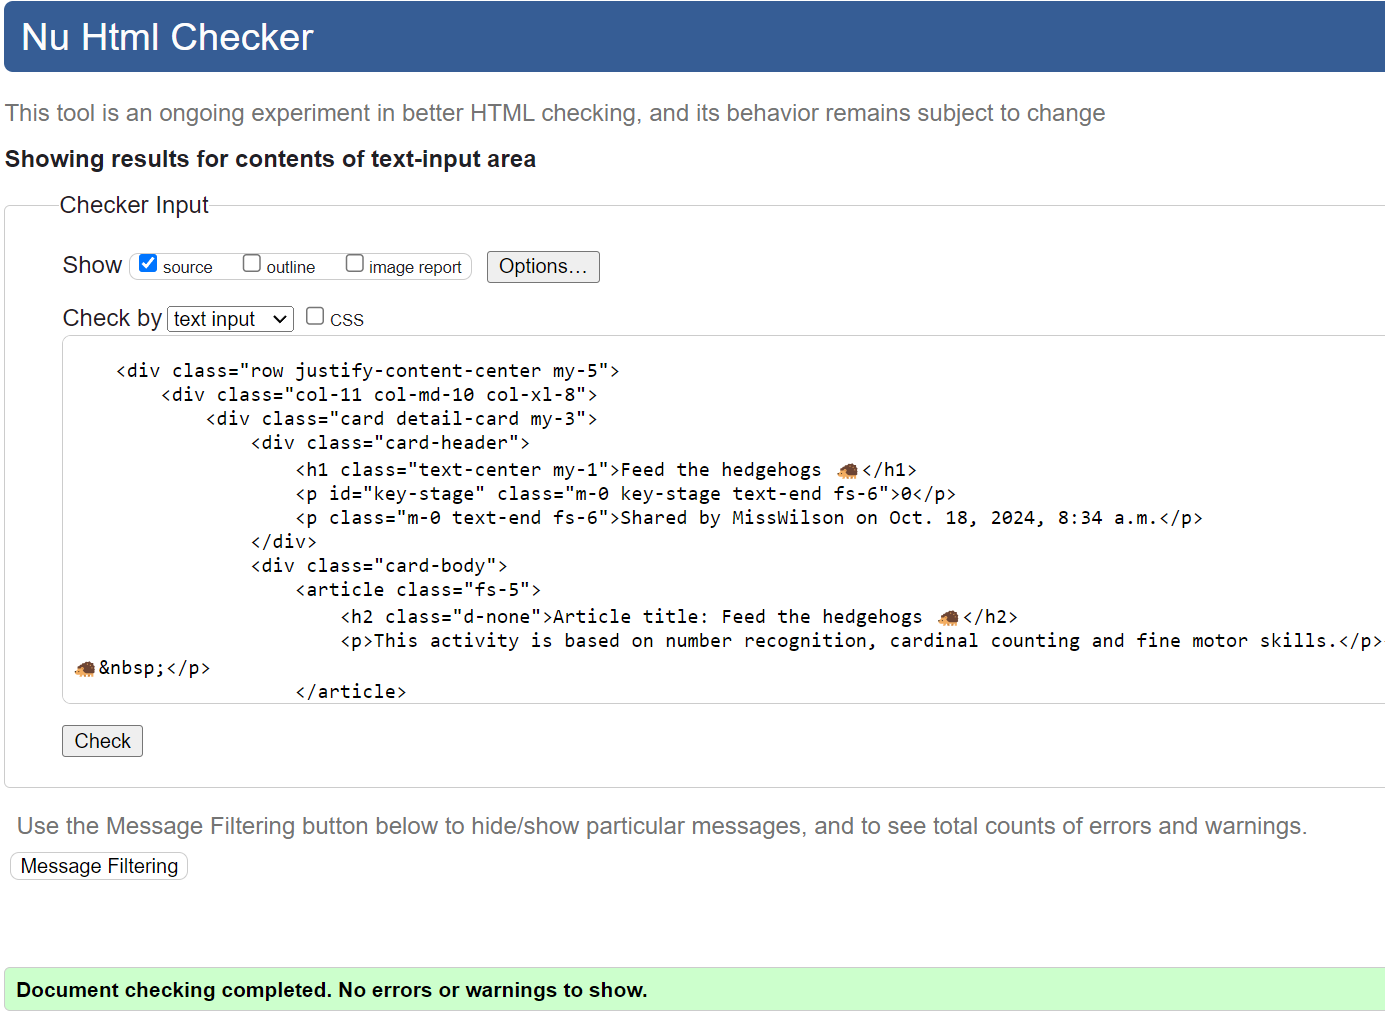 Nu Html Checker
This tool is an ongoing experiment in better HTML checking, and its behavior remains subject to change
Showing results for contents of text-input area
Checker Input
Show source outline image report Options...
Check by text input CSS
<div class="row justify-content-center my-5">
<div class="col-11 col-md-10 col-xl-8">
<div class="card detail-card my-3">
<div class="card-header">
<h1 class="text-center my-1">Feed the hedgehogs 🦔</h1>
<p id="key-stage" class="m-0 key-stage text-end fs-6">0</p>
<p class="m-0 text-end fs-6">Shared by MissWilson on Oct. 18, 2024, 8:34 a.m.</p>
</div>
<div class="card-body">
<article class="fs-5">
<h2 class="d-none">Article title: Feed the hedgehogs 🦔</h2>
<p>This activity is based on number recognition, cardinal counting and fine motor skills.</p>
🦔&nbsp;</p>
</article>
Check
Use the Message Filtering button below to hide/show particular messages, and to see total counts of errors and warnings.
Message Filtering
Document checking completed. No errors or warnings to show.